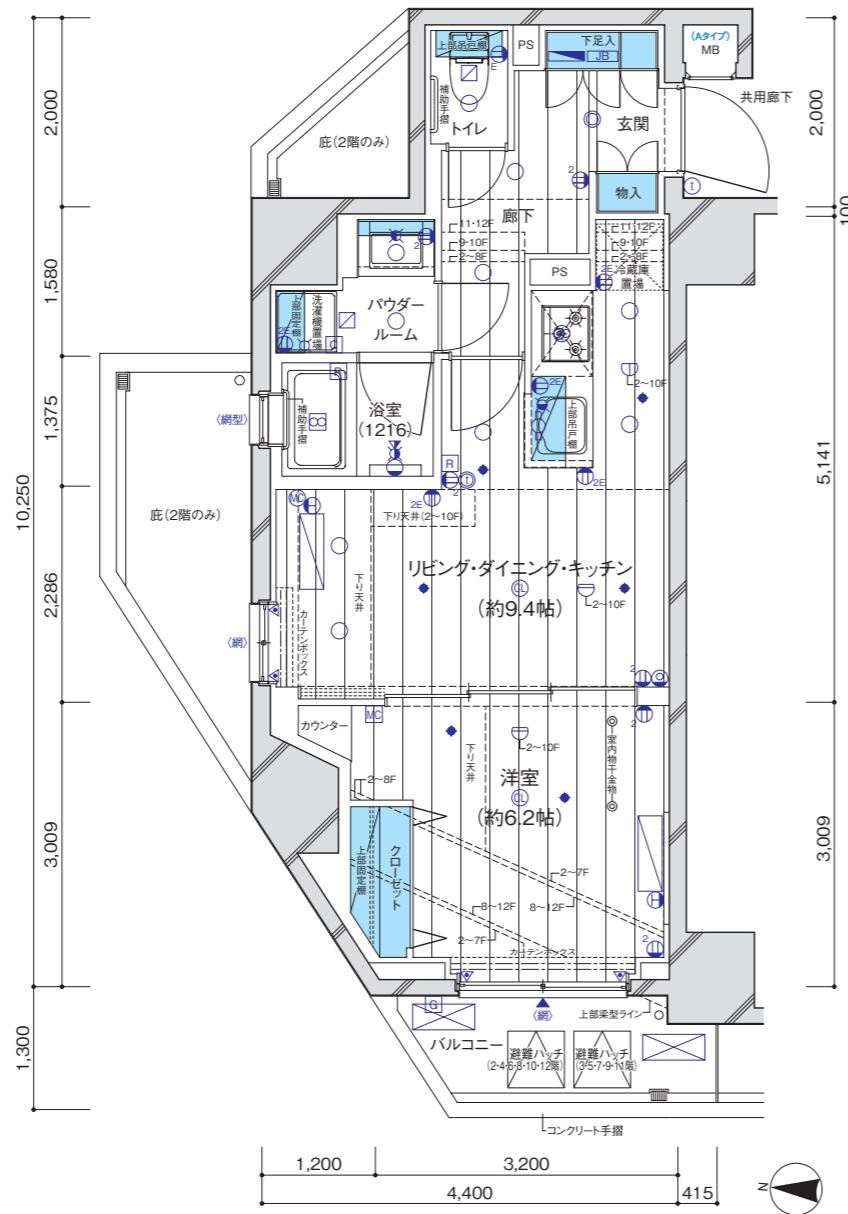 上部吊戸棚
E
PS
下足入
JB
(Aタイプ)
MB
共用廊下
補助手摺
トイレ
玄関
庇(2階のみ)
2
物入
t
廊下
11・12F
9・10F
2~8F
11・12F
9・10F
2~8F
2E
冷蔵庫
置場
PS
2
パウダー
ルーム
上部固定棚
洗濯機置場
2E
C
2~10F
2E
上部吊戸棚
浴室
(1216)
補助手摺
〈網型〉
R
2
t
2E
2E
MC
下り天井(2~10F)
庇(2階のみ)
リビング・ダイニング・キッチン
(約9.4帖)
CL
2~10F
下り天井
カーテンボックス
〈網〉
2
カウンター
MC
2
2~10F
下り天井
室内物干金物
洋室
CL
(約6.2帖)
2~8F
上部固定棚
クローゼット
2~7F
8~12F
8~12F
2~7F
H
2
カーテンボックス
G
〈網〉
上部梁型ライン
バルコニー
避難ハッチ
(2・4・6・8・10・12階)
避難ハッチ
(3・5・7・9・11階)
コンクリート手摺
2,000
1,580
1,375
2,286
3,009
10,250
1,300
2,000
100
5,141
3,009
1,200
3,200
4,400
415
N